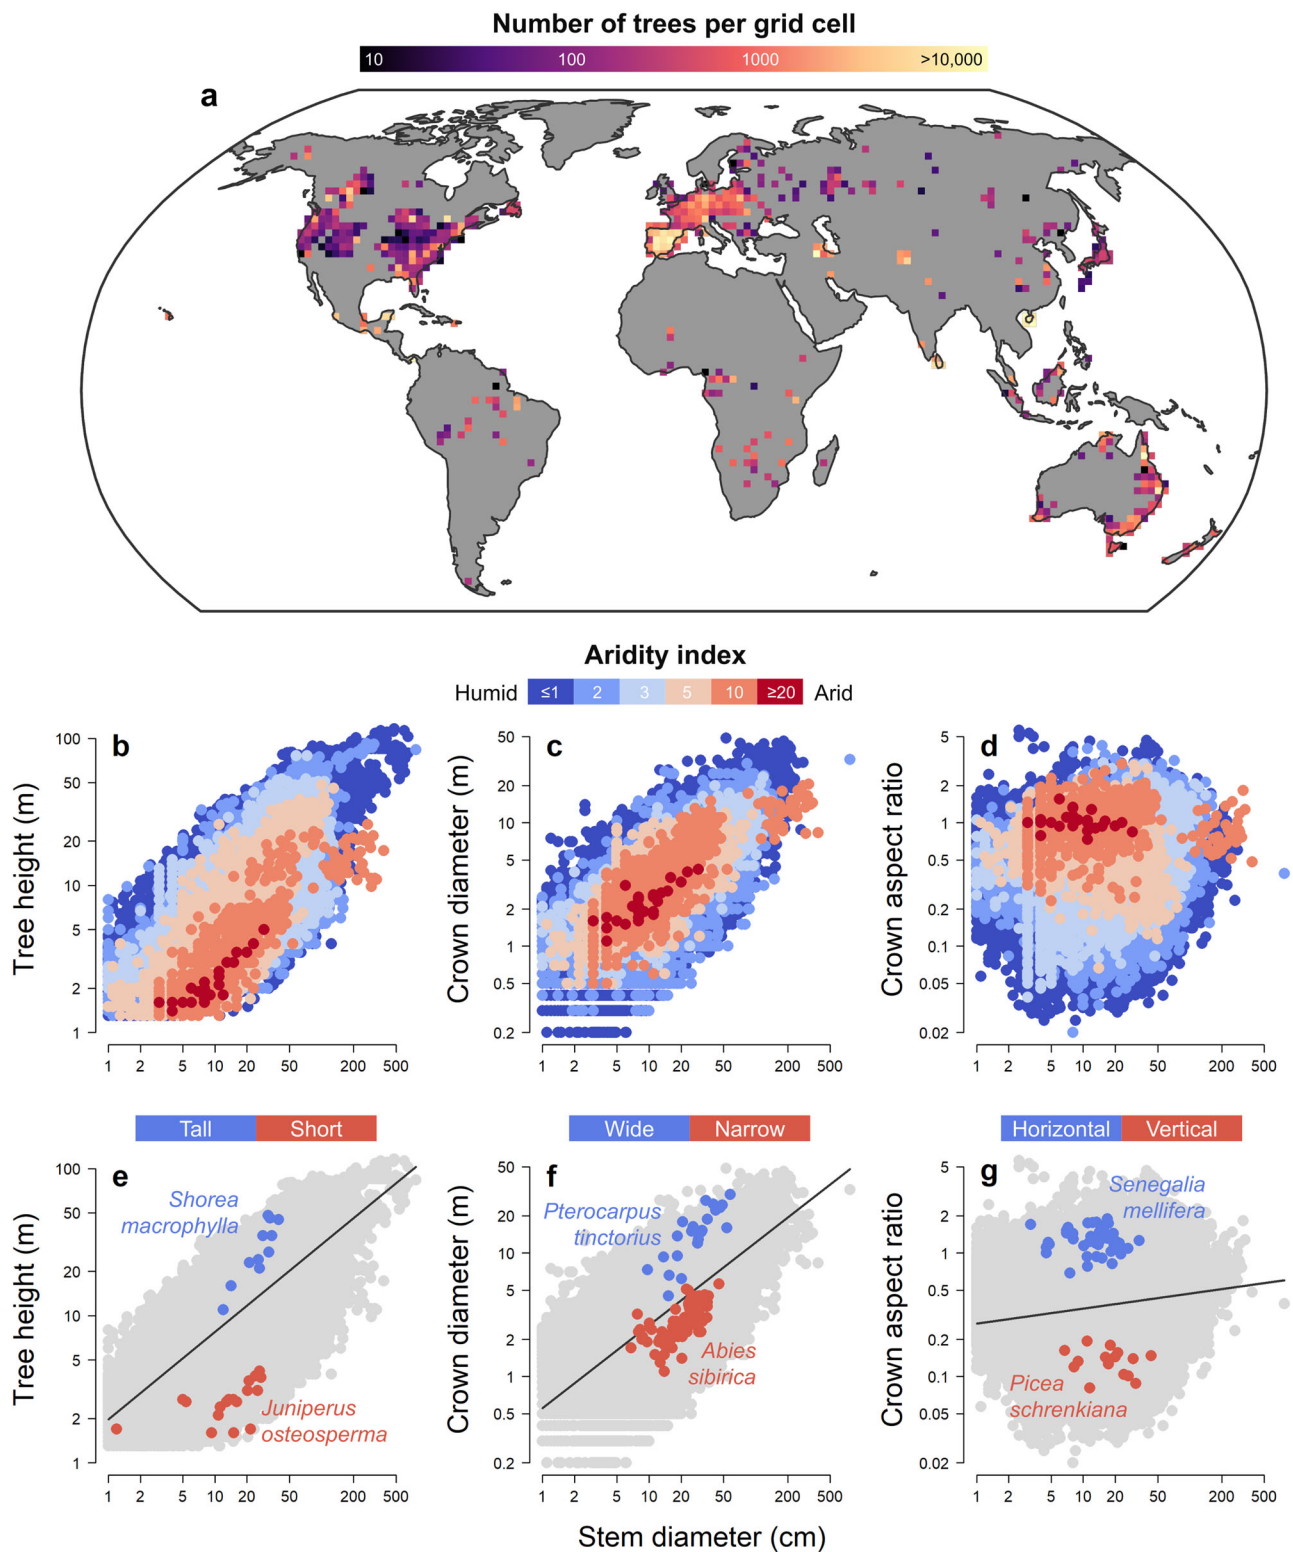 Number of trees per grid cell
10 100 1000 >10,000
a
Aridity index
Humid ≤1 2 3 5 10 ≥20 Arid
b
Tree height (m)
100
50
20
10
5
2
1
1 2 5 10 20 50 200 500
c
Crown diameter (m)
50
20
10
5
2
1
0.5
0.2
1 2 5 10 20 50 200 500
d
Crown aspect ratio
5
2
1
0.5
0.2
0.1
0.05
0.02
1 2 5 10 20 50 200 500
Tall Short
e
Tree height (m)
100
50
20
10
5
2
1
Shorea
macrophylla
Juniperus
osteosperma
1 2 5 10 20 50 200 500
Wide Narrow
f
Crown diameter (m)
50
20
10
5
2
1
0.5
0.2
Pterocarpus
tinctorius
Abies
sibirica
1 2 5 10 20 50 200 500
Horizontal Vertical
g
Crown aspect ratio
5
2
1
0.5
0.2
0.1
0.05
0.02
Senegalia
mellifera
Picea
schrenkiana
1 2 5 10 20 50 200 500
Stem diameter (cm)